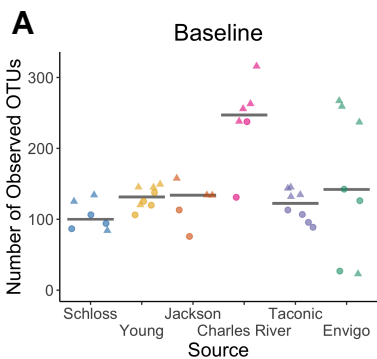 A
Baseline
Number of Observed OTUs
300
200
100
0
Schloss Jackson Taconic
Young Charles River Envigo
Source